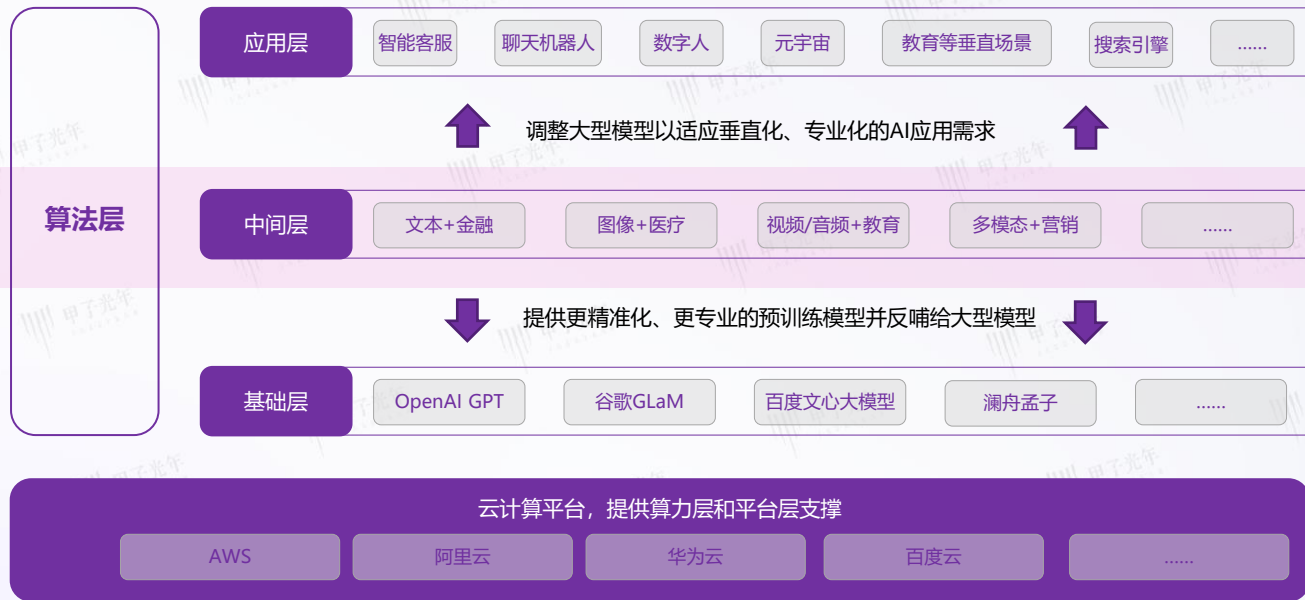 应用层
智能客服
聊天机器人
数字人
元宇宙
教育等垂直场景
搜索引擎
……
调整大型模型以适应垂直化、专业化的AI应用需求
算法层
中间层
文本+金融
图像+医疗
视频/音频+教育
多模态+营销
……
提供更精准化、更专业的预训练模型并反哺给大型模型
基础层
OpenAI GPT
谷歌GLaM
百度文心大模型
澜舟孟子
……
云计算平台，提供算力层和平台层支撑
AWS
阿里云
华为云
百度云
……
甲子光年